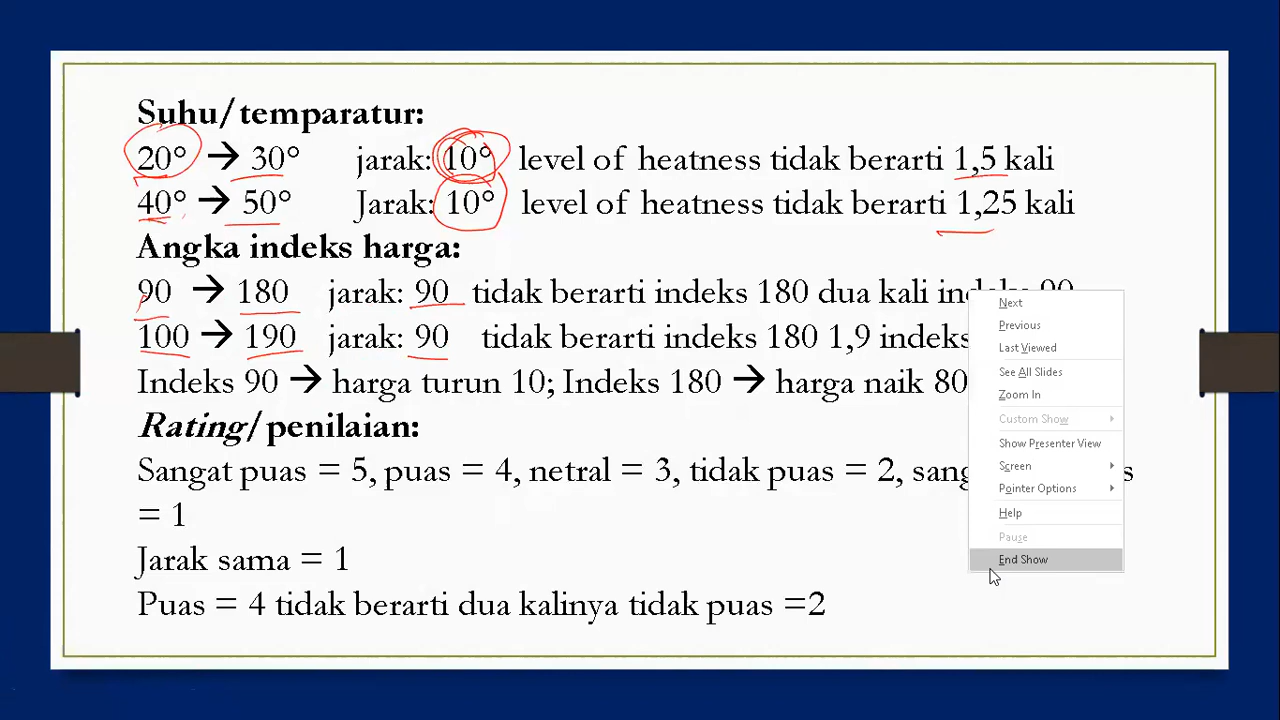 Suhu/temparatur:
20° → 30° jarak: 10° level of heatness tidak berarti 1,5 kali
40° → 50° Jarak: 10° level of heatness tidak berarti 1,25 kali
Angka indeks harga:
90 → 180 jarak: 90 tidak berarti indeks 180 dua kali indeks 90
100 → 190 jarak: 90 tidak berarti indeks 180 1,9 indeks
Indeks 90 → harga turun 10; Indeks 180 → harga naik 80
Rating/penilaian:
Sangat puas = 5, puas = 4, netral = 3, tidak puas = 2,
= 1
Jarak sama = 1
Puas = 4 tidak berarti dua kalinya tidak puas =2
Next
Previous
Last Viewed
See All Slides
Zoom In
Custom Show
Show Presenter View
Screen
Pointer Options
Help
Pause
End Show